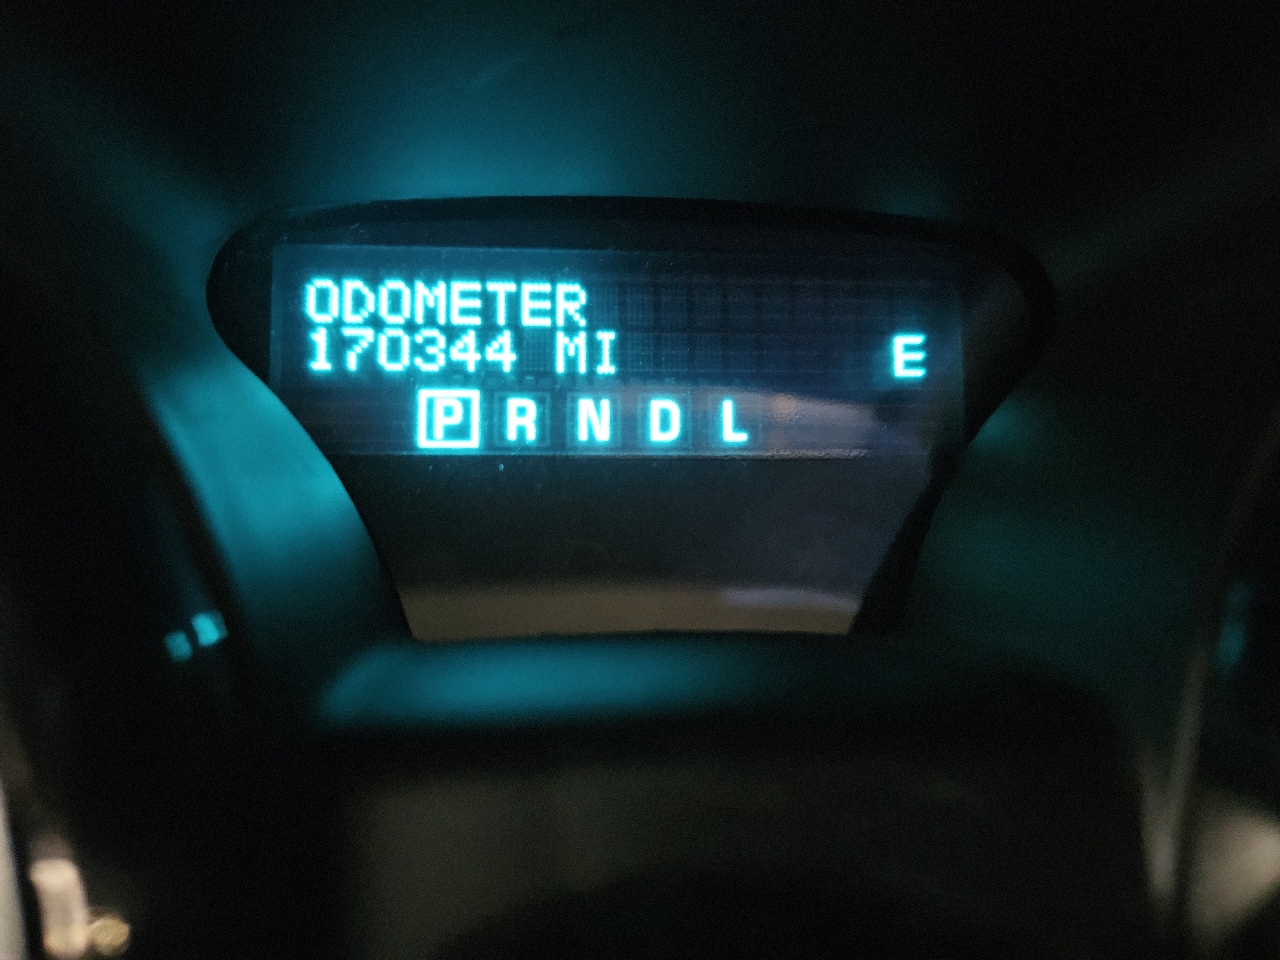 ODOMETER
170344 MI E
P R N D L